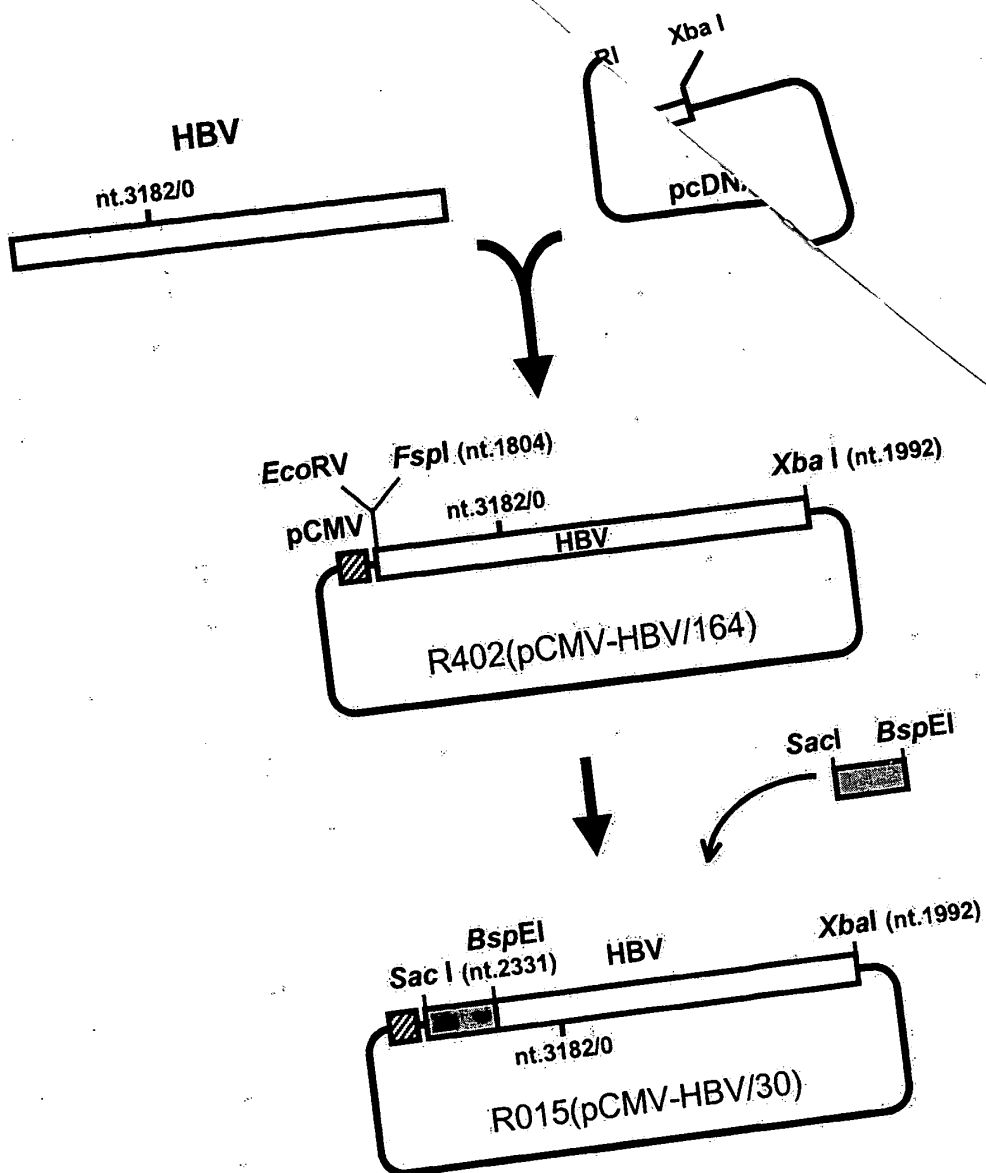 RI
Xba I
HBV
nt.3182/0
pcDN
EcoRV
FspI (nt.1804)
Xba I (nt.1992)
pCMV
nt.3182/0
HBV
R402(pCMV-HBV/164)
SacI
BspEI
BspEI
HBV
XbaI (nt.1992)
Sac I (nt.2331)
nt.3182/0
R015(pCMV-HBV/30)